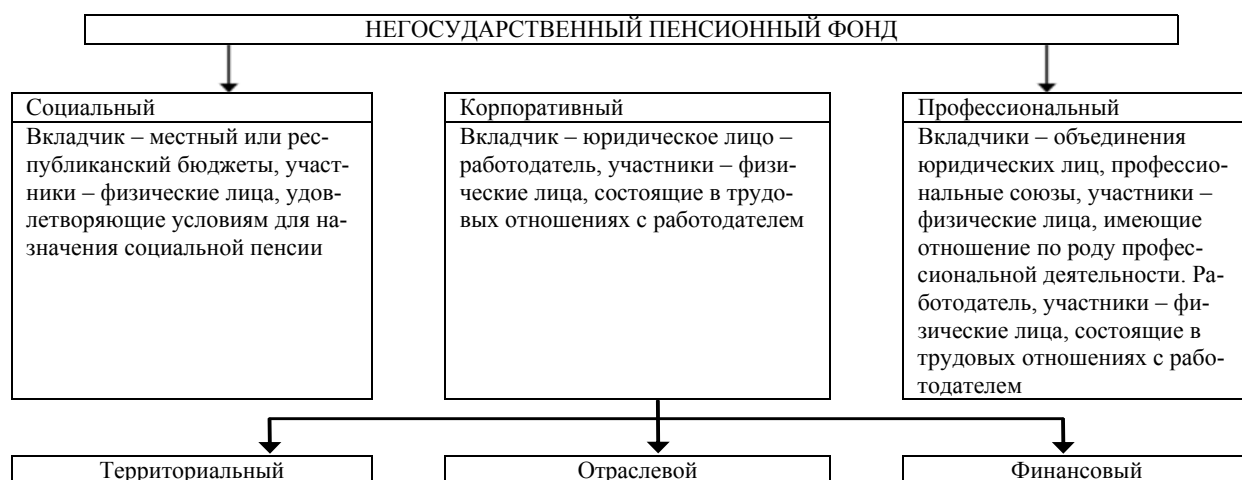 НЕГОСУДАРСТВЕННЫЙ ПЕНСИОННЫЙ ФОНД
Социальный
Вкладчик – местный или рес-
публиканский бюджеты, участ-
ники – физические лица, удов-
летворяющие условиям для на-
значения социальной пенсии
Корпоративный
Вкладчик – юридическое лицо –
работодатель, участники – физи-
ческие лица, состоящие в трудо-
вых отношениях с работодателем
Профессиональный
Вкладчики – объединения
юридических лиц, профессио-
нальные союзы, участники –
физические лица, имеющие
отношение по роду профес-
сиональной деятельности. Ра-
ботодатель, участники – фи-
зические лица, состоящие в
трудовых отношениях с рабо-
тодателем
Территориальный
Отраслевой
Финансовый